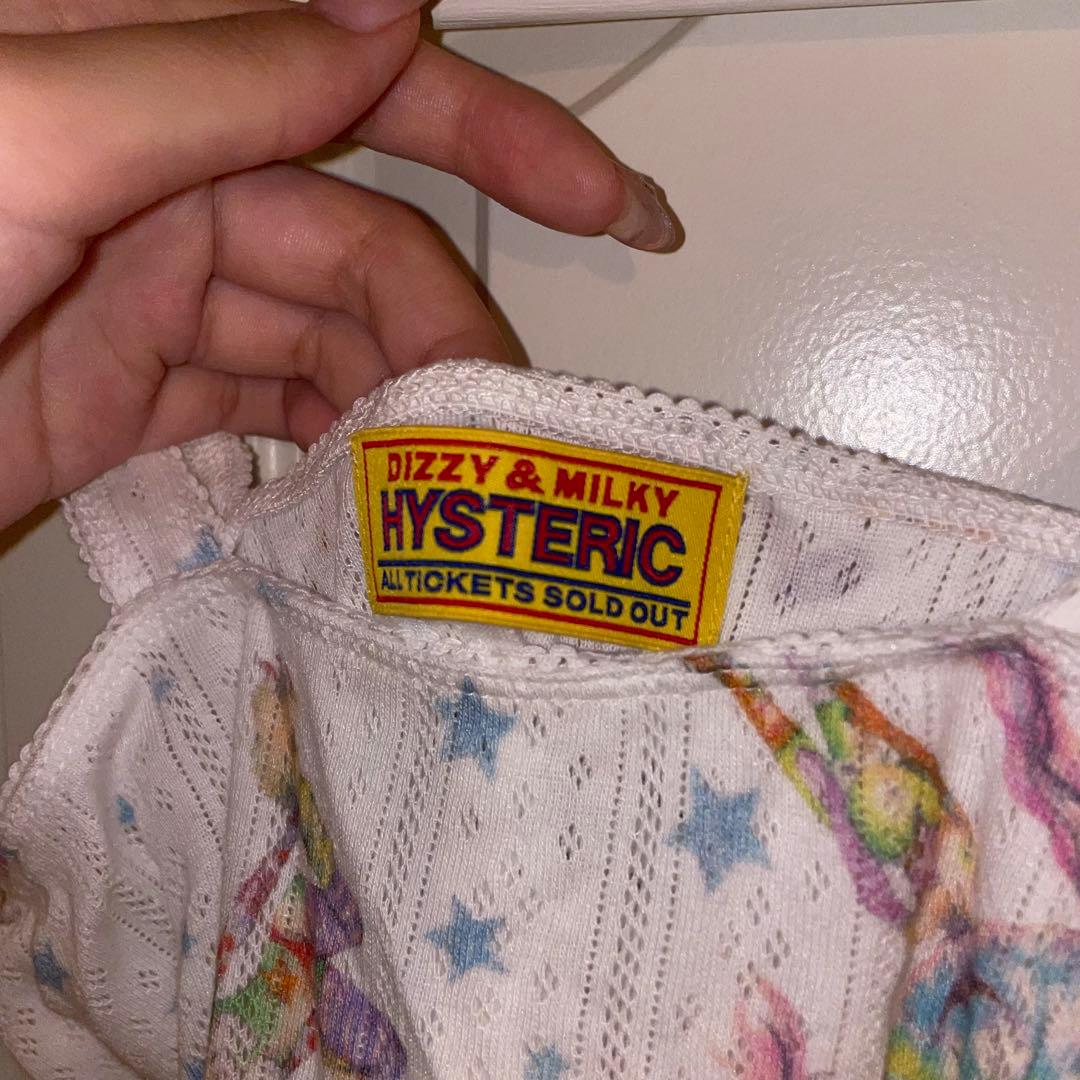 DIZZY & MILKY
HYSTERIC
ALL TICKETS SOLD OUT